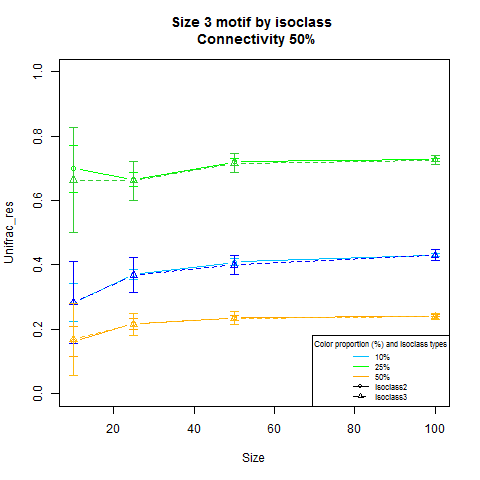 Size 3 motif by isoclass
Connectivity 50%
Unifrac_res
1.0
0.8
0.6
0.4
0.2
0.0
Color proportion (%) and Isoclass types
10%
25%
50%
Isoclass2
Isoclass3
20 40 60 80 100
Size